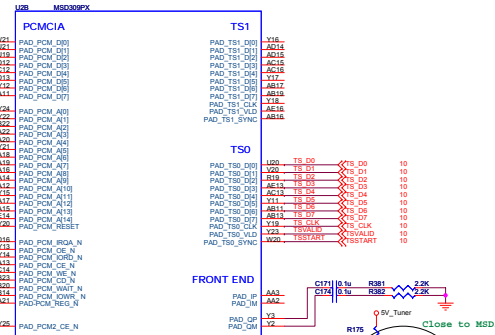 U2B MSD309PX
PCMCIA
TS1
PAD_PCM_D[0]
PAD_PCM_D[1]
PAD_PCM_D[2]
PAD_PCM_D[3]
PAD_PCM_D[4]
PAD_PCM_D[5]
PAD_PCM_D[6]
PAD_PCM_D[7]
PAD_TS1_D[0] Y16
PAD_TS1_D[1] AD14
PAD_TS1_D[2] AD15
PAD_TS1_D[3] AC15
PAD_TS1_D[4] AC16
PAD_TS1_D[5] Y17
PAD_TS1_D[6] AB17
PAD_TS1_D[7] AB19
PAD_TS1_CLK Y18
PAD_TS1_VLD AE16
PAD_TS1_SYNC AB16
PAD_PCM_A[0]
PAD_PCM_A[1]
PAD_PCM_A[2]
PAD_PCM_A[3]
PAD_PCM_A[4]
PAD_PCM_A[5]
PAD_PCM_A[6]
PAD_PCM_A[7]
PAD_PCM_A[8]
PAD_PCM_A[9]
PAD_PCM_A[10]
PAD_PCM_A[11]
PAD_PCM_A[12]
PAD_PCM_A[13]
PAD_PCM_A[14]
PAD_PCM_RESET
TS0
PAD_TS0_D[0] U20 TS_D0 TS_D0 10
PAD_TS0_D[1] V20 TS_D1 TS_D1 10
PAD_TS0_D[2] R19 TS_D2 TS_D2 10
PAD_TS0_D[3] AE13 TS_D3 TS_D3 10
PAD_TS0_D[4] AC13 TS_D4 TS_D4 10
PAD_TS0_D[5] Y11 TS_D5 TS_D5 10
PAD_TS0_D[6] AB11 TS_D6 TS_D6 10
PAD_TS0_D[7] AB13 TS_D7 TS_D7 10
PAD_TS0_CLK Y19 TS_CLK TS_CLK 10
PAD_TS0_VLD Y23 TSVALID TSVALID 10
PAD_TS0_SYNC W20 TSSTART TSSTART 10
PAD_PCM_IRQA_N
PAD_PCM_OE_N
PAD_PCM_IORD_N
PAD_PCM_CE_N
PAD_PCM_WE_N
PAD_PCM_CD_N
PAD_PCM_WAIT_N
PAD_PCM_IOWR_N
PAD_PCM_REG_N
PAD_PCM2_CE_N
FRONT END
PAD_IP AA3
PAD_IM AA2
PAD_QP Y3
PAD_QM Y2
C171 0.1u R381 2.2K
C174 0.1u R382 2.2K
5V_Tuner
R175
Close to MSD